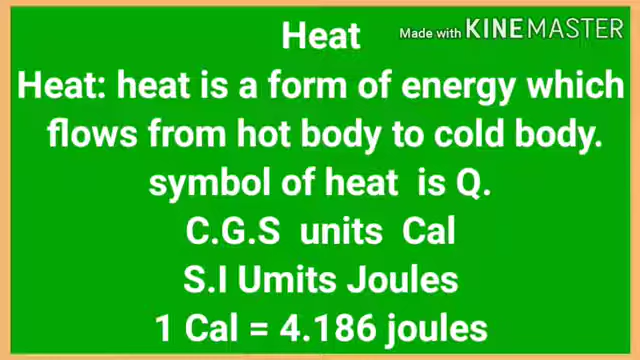 Heat
Made with KINEMASTER
Heat: heat is a form of energy which
flows from hot body to cold body.
symbol of heat is Q.
C.G.S units Cal
S.I Umits Joules
1 Cal = 4.186 joules